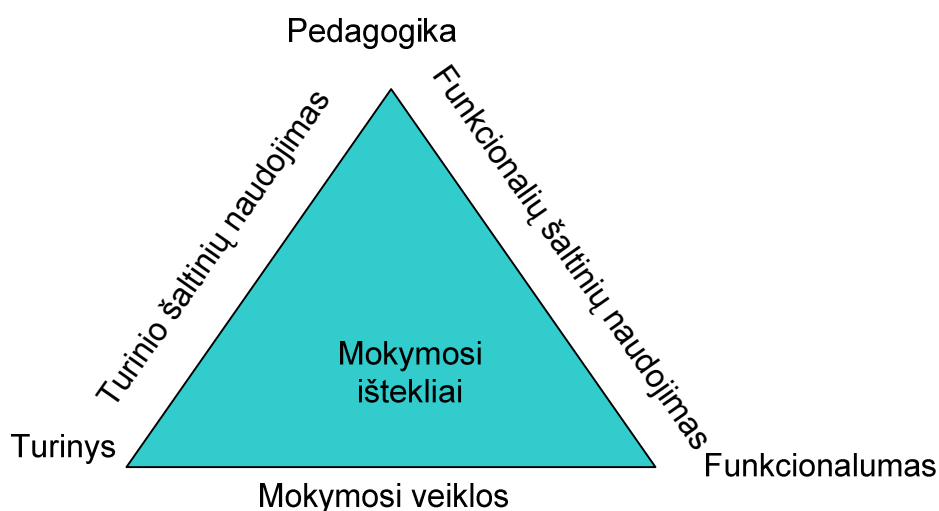 Pedagogika
Turinio šaltinių naudojimas
Funkcionalių šaltinių naudojimas
Mokymosi
ištekliai
Turinys
Funkcionalumas
Mokymosi veiklos